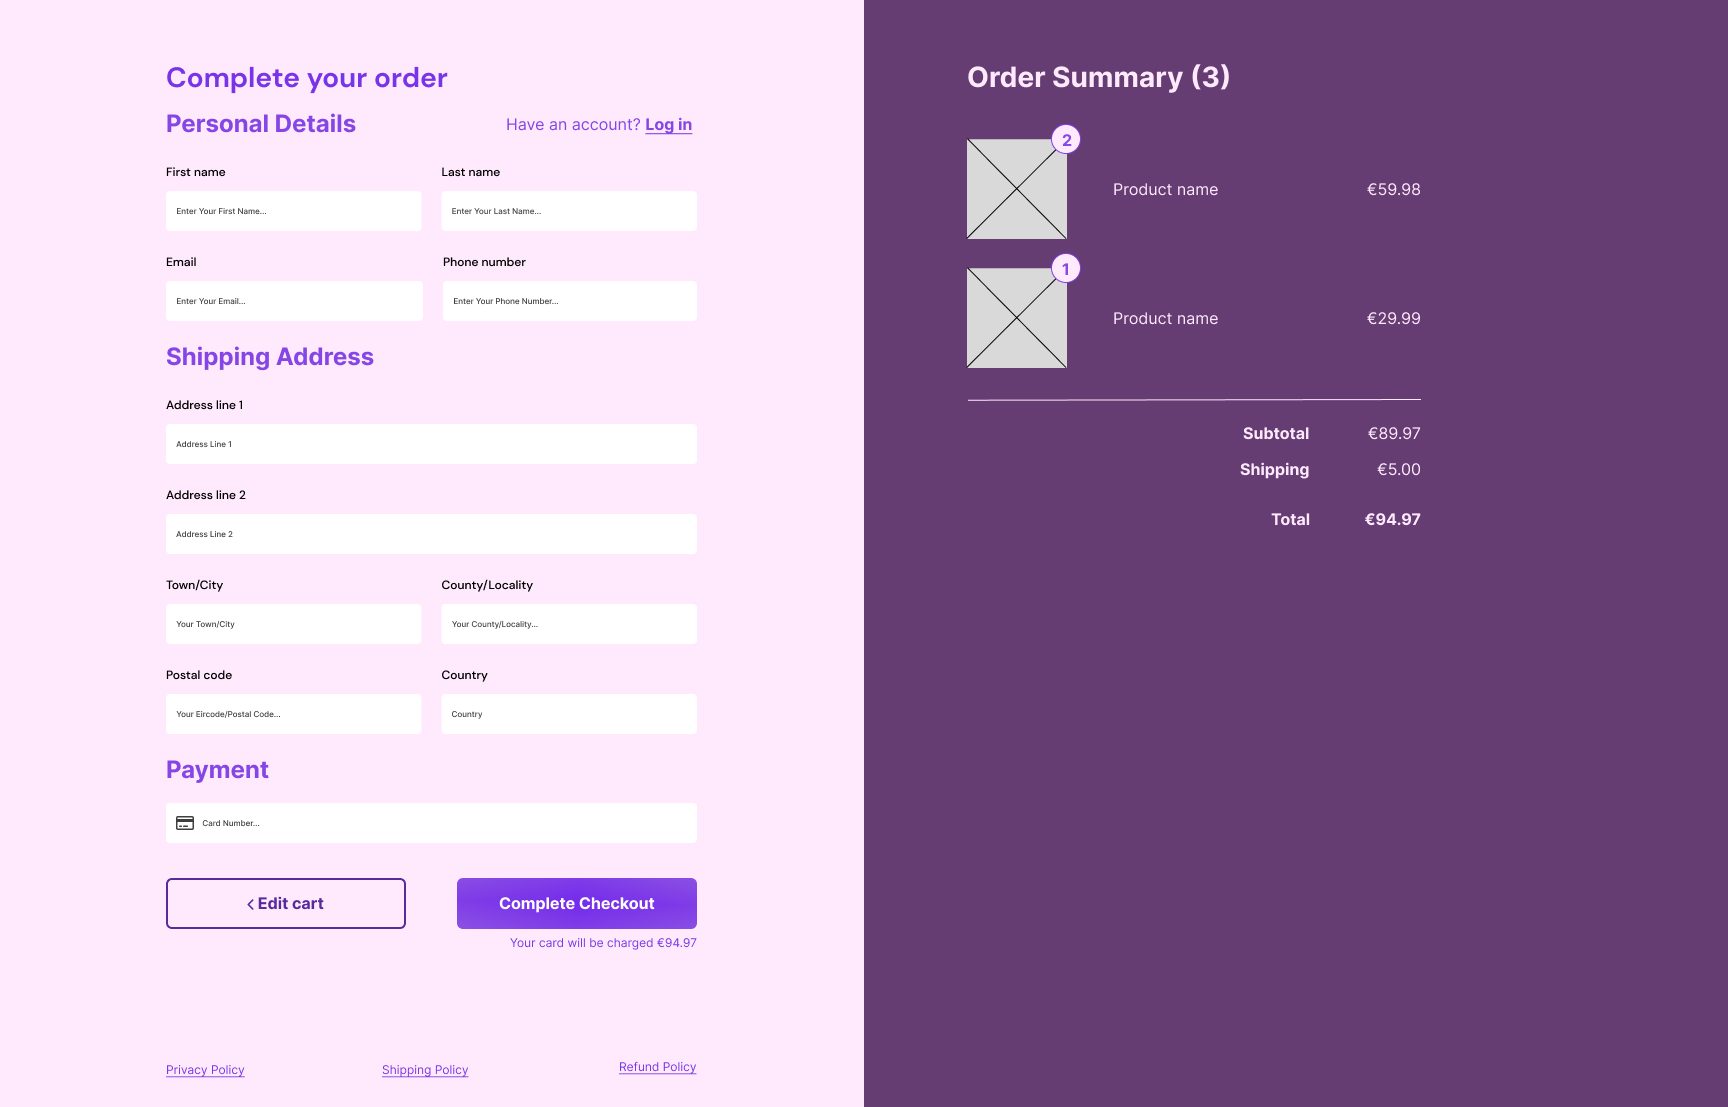 Complete your order
Personal Details
Have an account? Log in
First name
Last name
Enter Your First Name...
Enter Your Last Name...
Email
Phone number
Enter Your Email...
Enter Your Phone Number...
Shipping Address
Address line 1
Address Line 1
Address line 2
Address Line 2
Town/City
County/Locality
Your Town/City
Your County/Locality...
Postal code
Country
Your Eircode/Postal Code...
Country
Payment
Card Number...
< Edit cart
Complete Checkout
Your card will be charged €94.97
Privacy Policy
Shipping Policy
Refund Policy
Order Summary (3)
2
Product name
€59.98
1
Product name
€29.99
Subtotal
€89.97
Shipping
€5.00
Total
€94.97